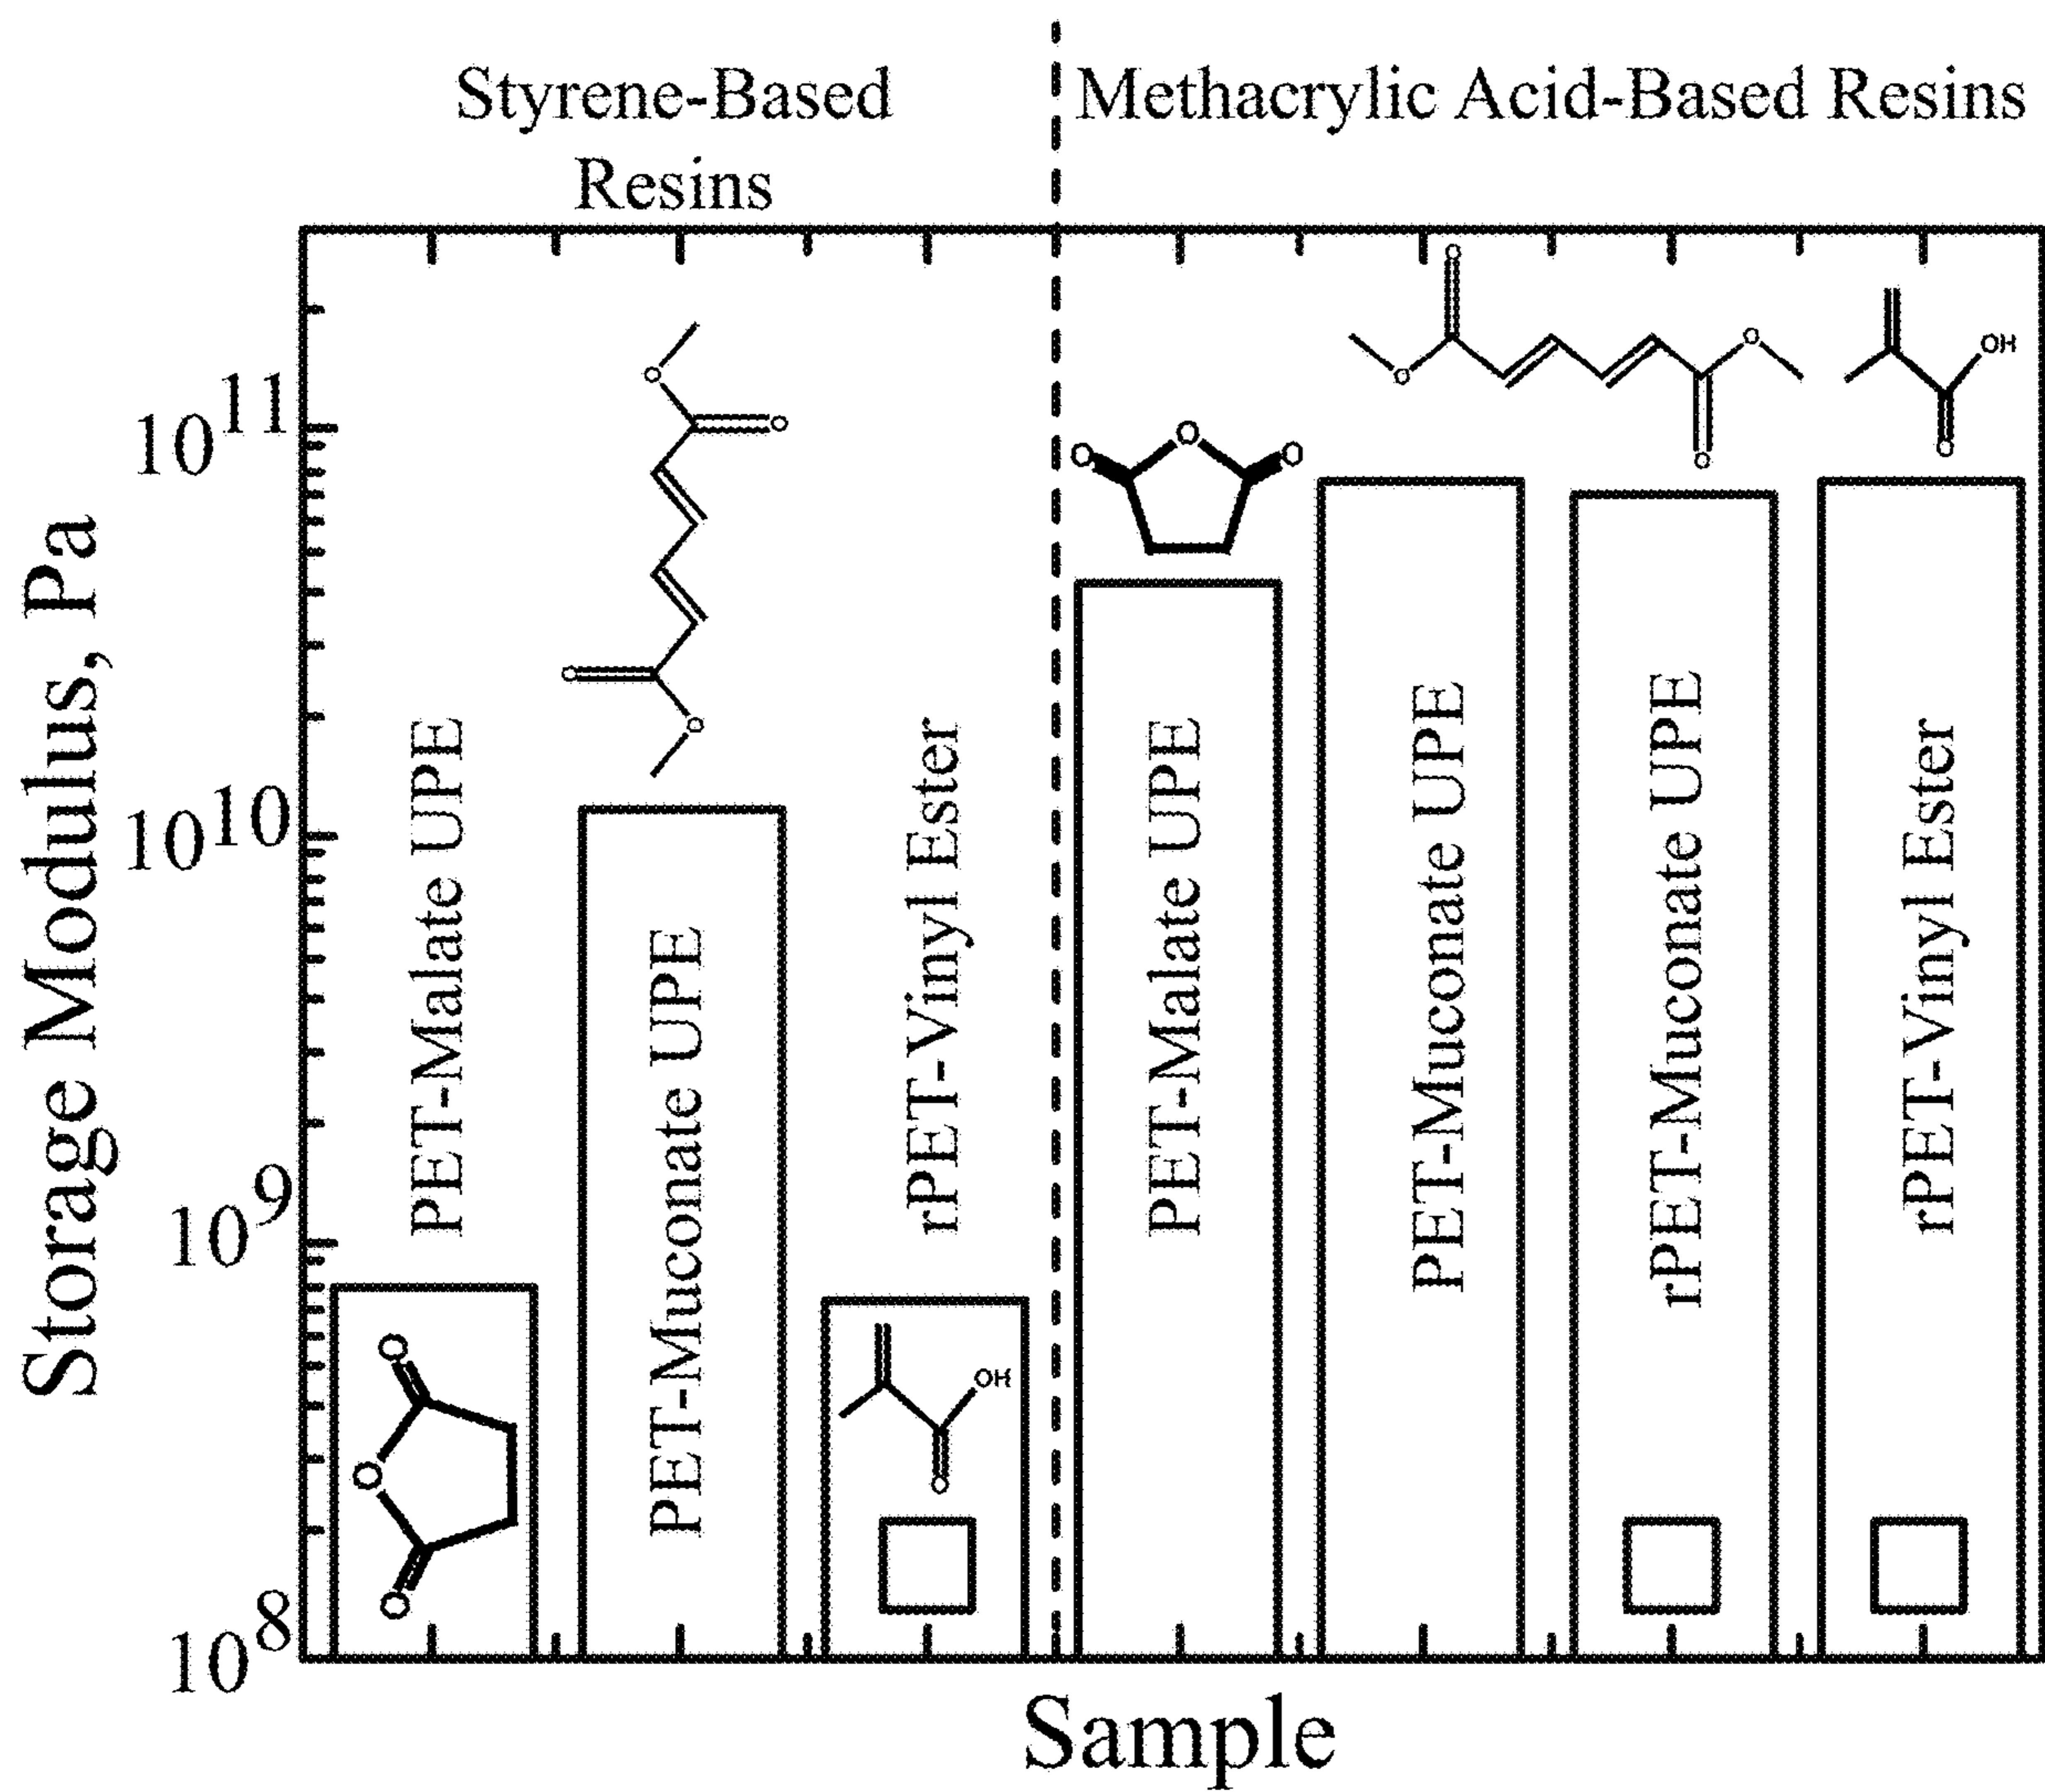 Styrene-Based
Resins
Methacrylic Acid-Based Resins
Storage Modulus, Pa
10^11
10^10
10^9
10^8
PET-Malate UPE
PET-Muconate UPE
rPET-Vinyl Ester
PET-Malate UPE
PET-Muconate UPE
rPET-Muconate UPE
rPET-Vinyl Ester
O
O
O
O
O
O
O
O
O
O
OH
O
O
O
O
O
O
OH
O
OH
O
Sample